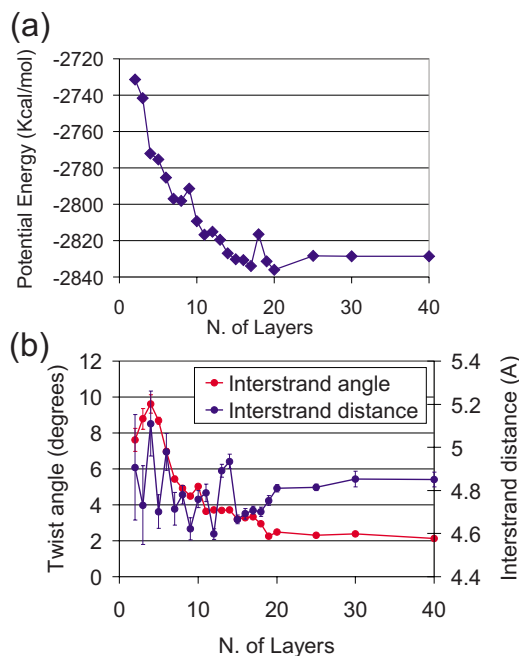 (a)
-2720
-2740
-2760
-2780
-2800
-2820
-2840
Potential Energy (Kcal/mol)
0 10 20 30 40
N. of Layers
(b)
12
10
8
6
4
2
0
Twist angle (degrees)
Interstrand angle
Interstrand distance
5.4
5.2
5
4.8
4.6
4.4
Interstrand distance (A)
0 10 20 30 40
N. of Layers